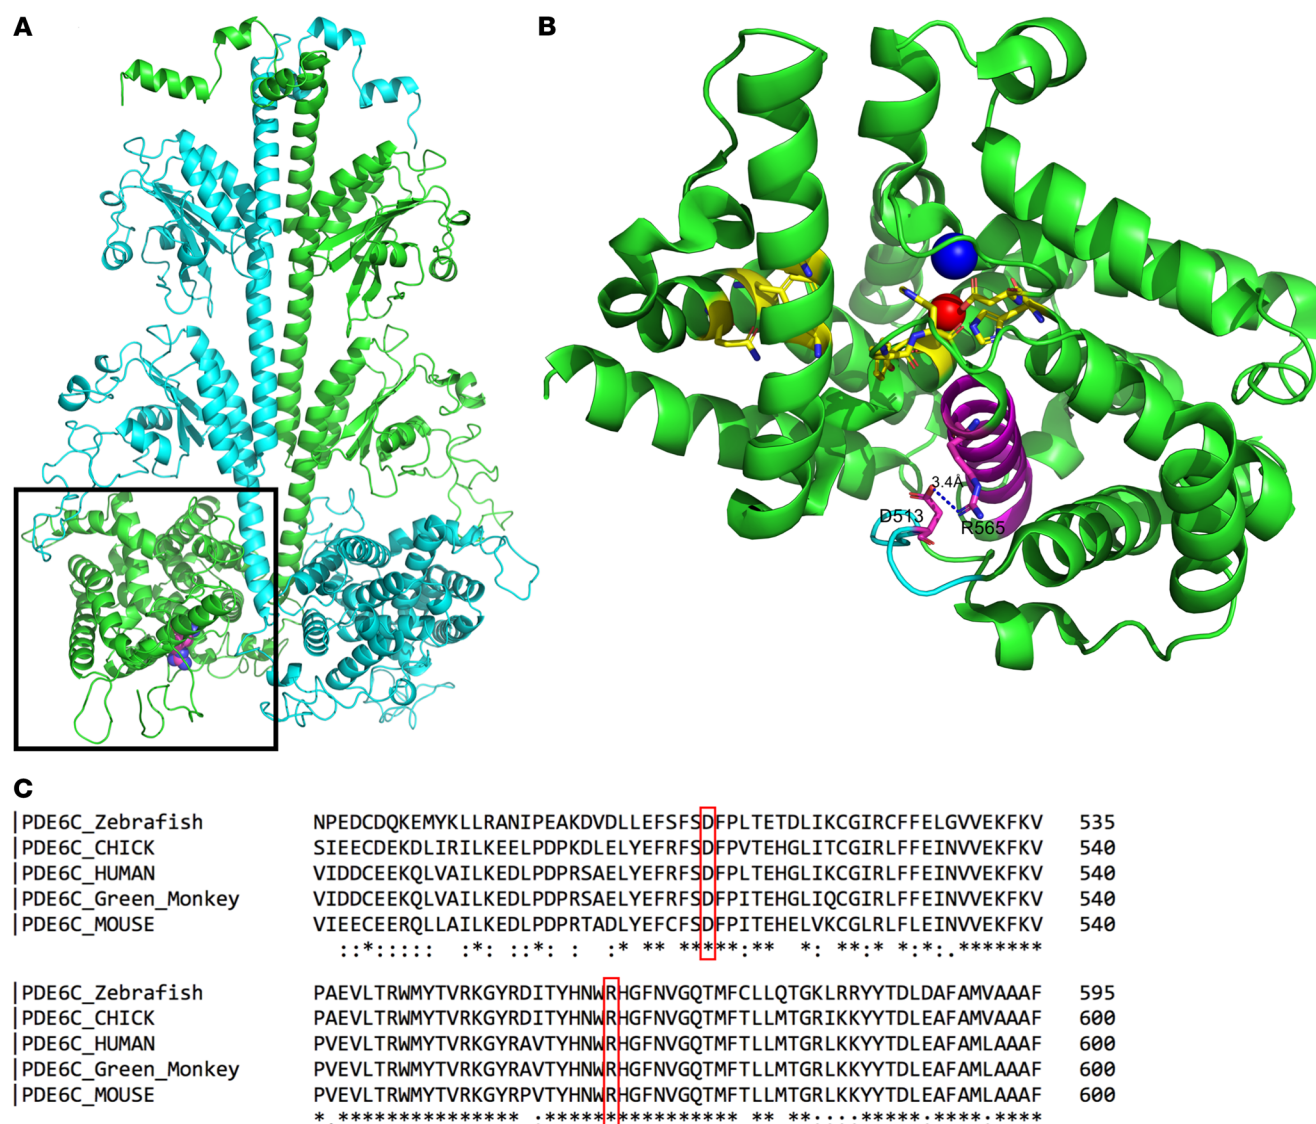 A
B
3.4Å
D513
R565
C
|PDE6C_Zebrafish NPEDCDQKEMYKLLRANIPEAKDVDLLEFSFSDFPLTETDLIKCGIRCFFELGVVEKFKV 535
|PDE6C_CHICK SIEECDEKDLIRILKEELPDPKDLELYEFRFSDFPVTEHGLITCGIRLFFEINVVEKFKV 540
|PDE6C_HUMAN VIDDCEEKQLVAILKEDLPDPRSAELYEFRFSDFPLTEHGLIKCGIRLFFEINVVEKFKV 540
|PDE6C_Green_Monkey VIDDCEEKQLVAILKEDLPDPRSAELYEFRFSDFPITEHGLIQCGIRLFFEINVVEKFKV 540
|PDE6C_MOUSE VIEECEERQLLAILKEDLPDPRTADLYEFCFSDFPITEHELVKCGLRLFLEINVVEKFKV 540
::*::::: :*: ::*: : :* ** *****:** *: **:* *:*:.*******
|PDE6C_Zebrafish PAEVLTRWMYTVRKGYRDITYHNWRHGFNVGQTMFCLLQTGKLRRYYTDLDAFAMVAAAF 595
|PDE6C_CHICK PAEVLTRWMYTVRKGYRDITYHNWRHGFNVGQTMFTLLMTGRIKKYYTDLEAFAMVAAAF 600
|PDE6C_HUMAN PVEVLTRWMYTVRKGYRAVTYHNWRHGFNVGQTMFTLLMTGRLKKYYTDLEAFAMLAAAF 600
|PDE6C_Green_Monkey PVEVLTRWMYTVRKGYRAVTYHNWRHGFNVGQTMFTLLMTGRLKKYYTDLEAFAMLAAAF 600
|PDE6C_MOUSE PVEVLTRWMYTVRKGYRPVTYHNWRHGFNVGQTMFTLLMTGRLKKYYTDLEAFAMLAAAF 600
*.*************** :**************** ** **::::*****:****:****